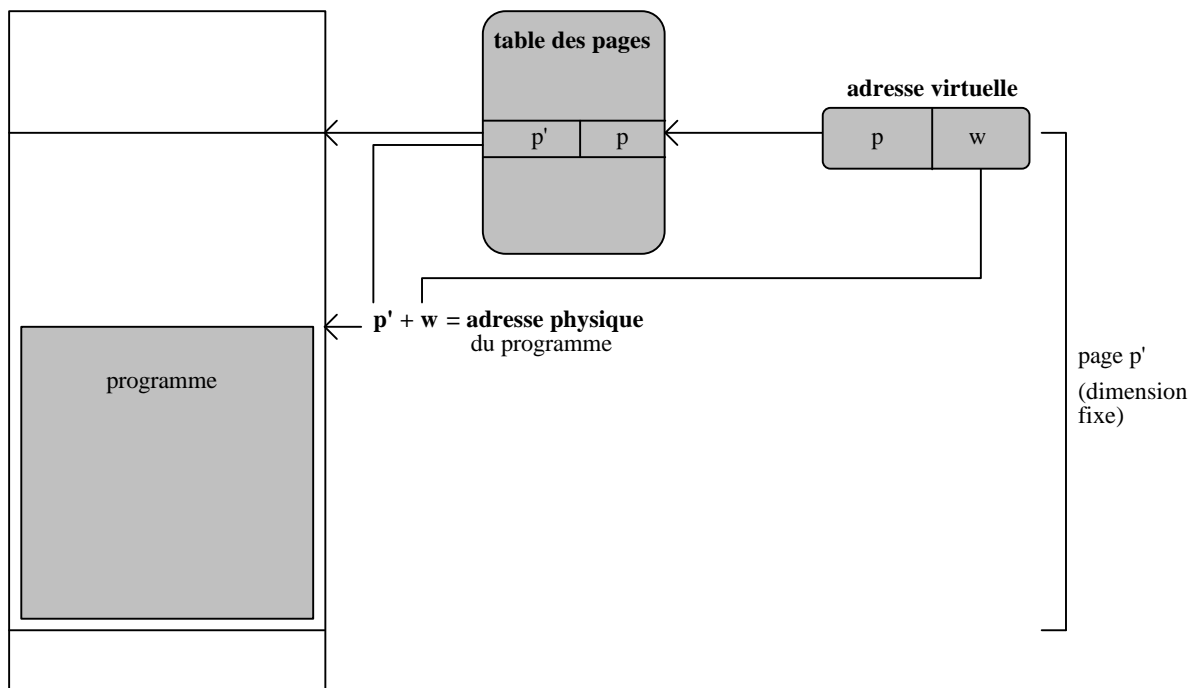 table des pages
adresse virtuelle
p'
p
p
w
p' + w = adresse physique
du programme
programme
page p'
(dimension
fixe)